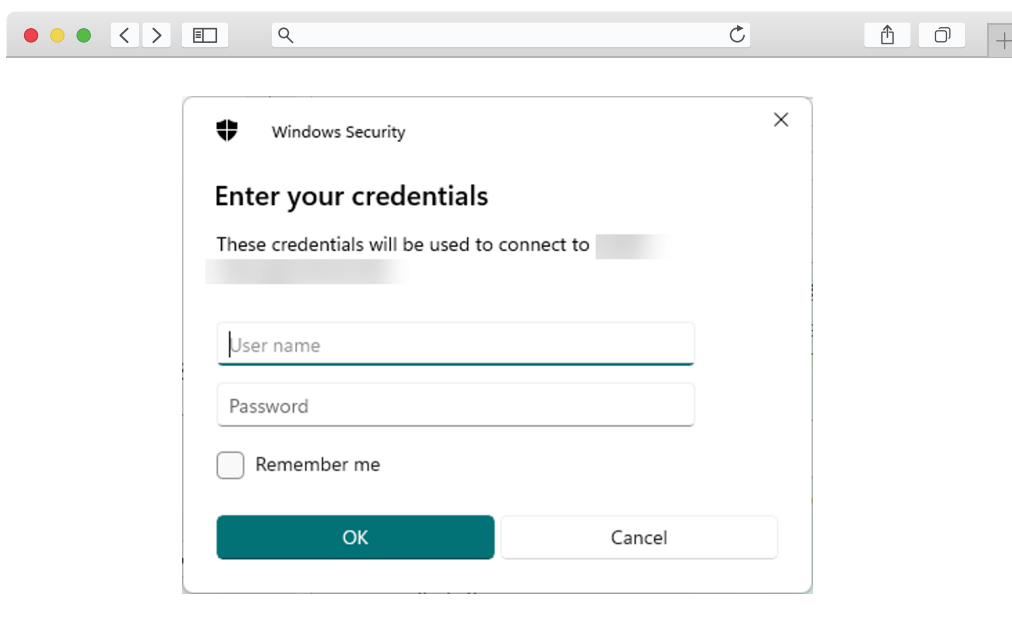 Windows Security
Enter your credentials
These credentials will be used to connect to
User name
Password
Remember me
OK
Cancel